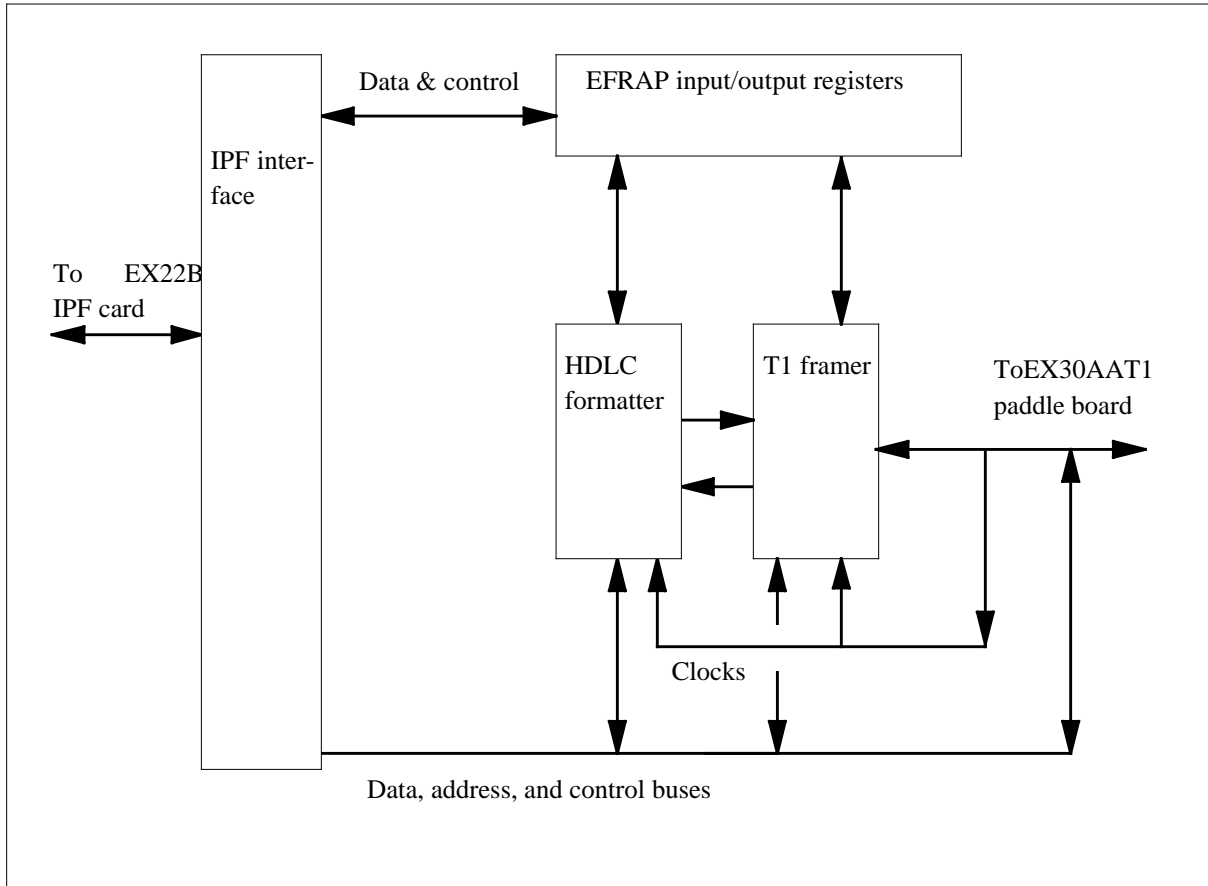 Data & control
EFRAP input/output registers
IPF inter-
face
To EX22B
IPF card
HDLC
formatter
T1 framer
ToEX30AAT1
paddle board
Clocks
Data, address, and control buses